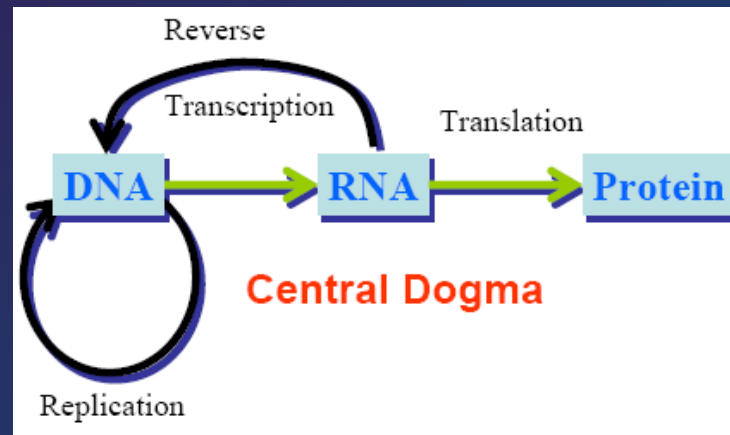 Reverse
Transcription
Translation
DNA RNA Protein
Central Dogma
Replication